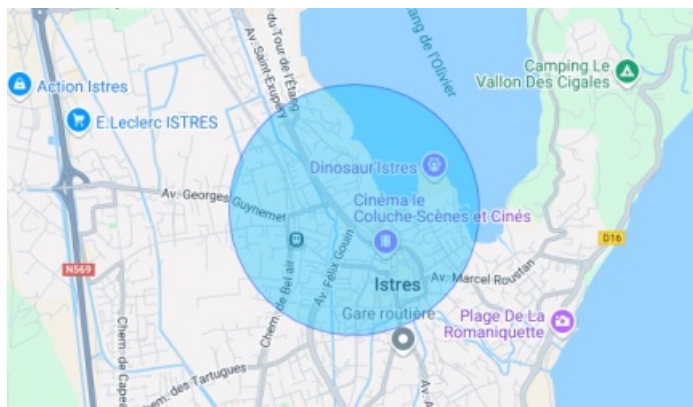 du Tour de l'Étang
Av. Saint-Exupéry
ang de l'Olivier
Camping Le
Vallon Des Cigales
Action Istres
E.Leclerc ISTRES
Dinosaur'Istres
Av. Georges Guynemer
Cinéma le
Coluche-Scènes et Cinés
D16
N569
Av. Félix Gouin
Chem. de Bel air
Av. Marcel Roustan
Istres
Gare routière
Plage De La
Romaniquette
Chem. de Capeau
Chem. des Tartugues
Av. A